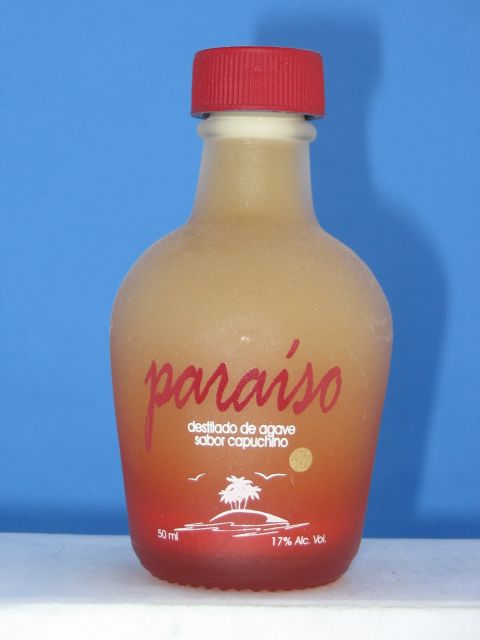 paraíso
destilado de agave
sabor capuchino
50 ml
17% Alc. Vol.